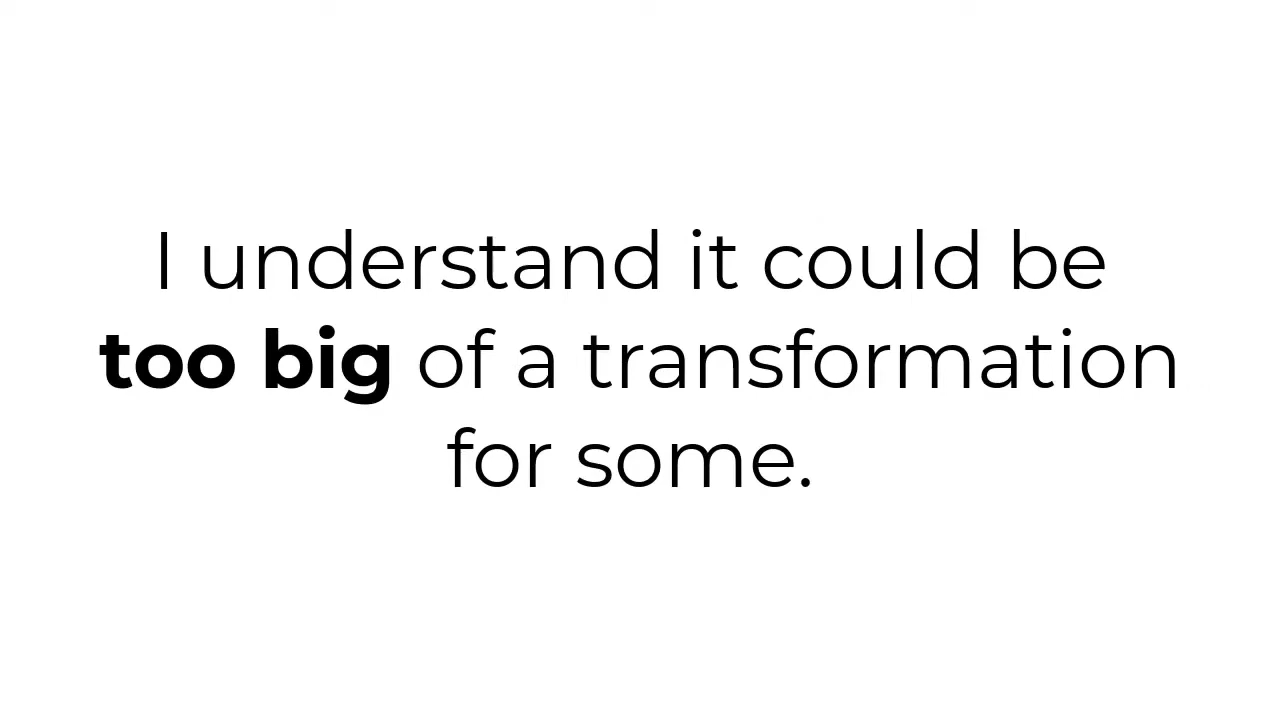 I understand it could be
too big of a transformation
for some.